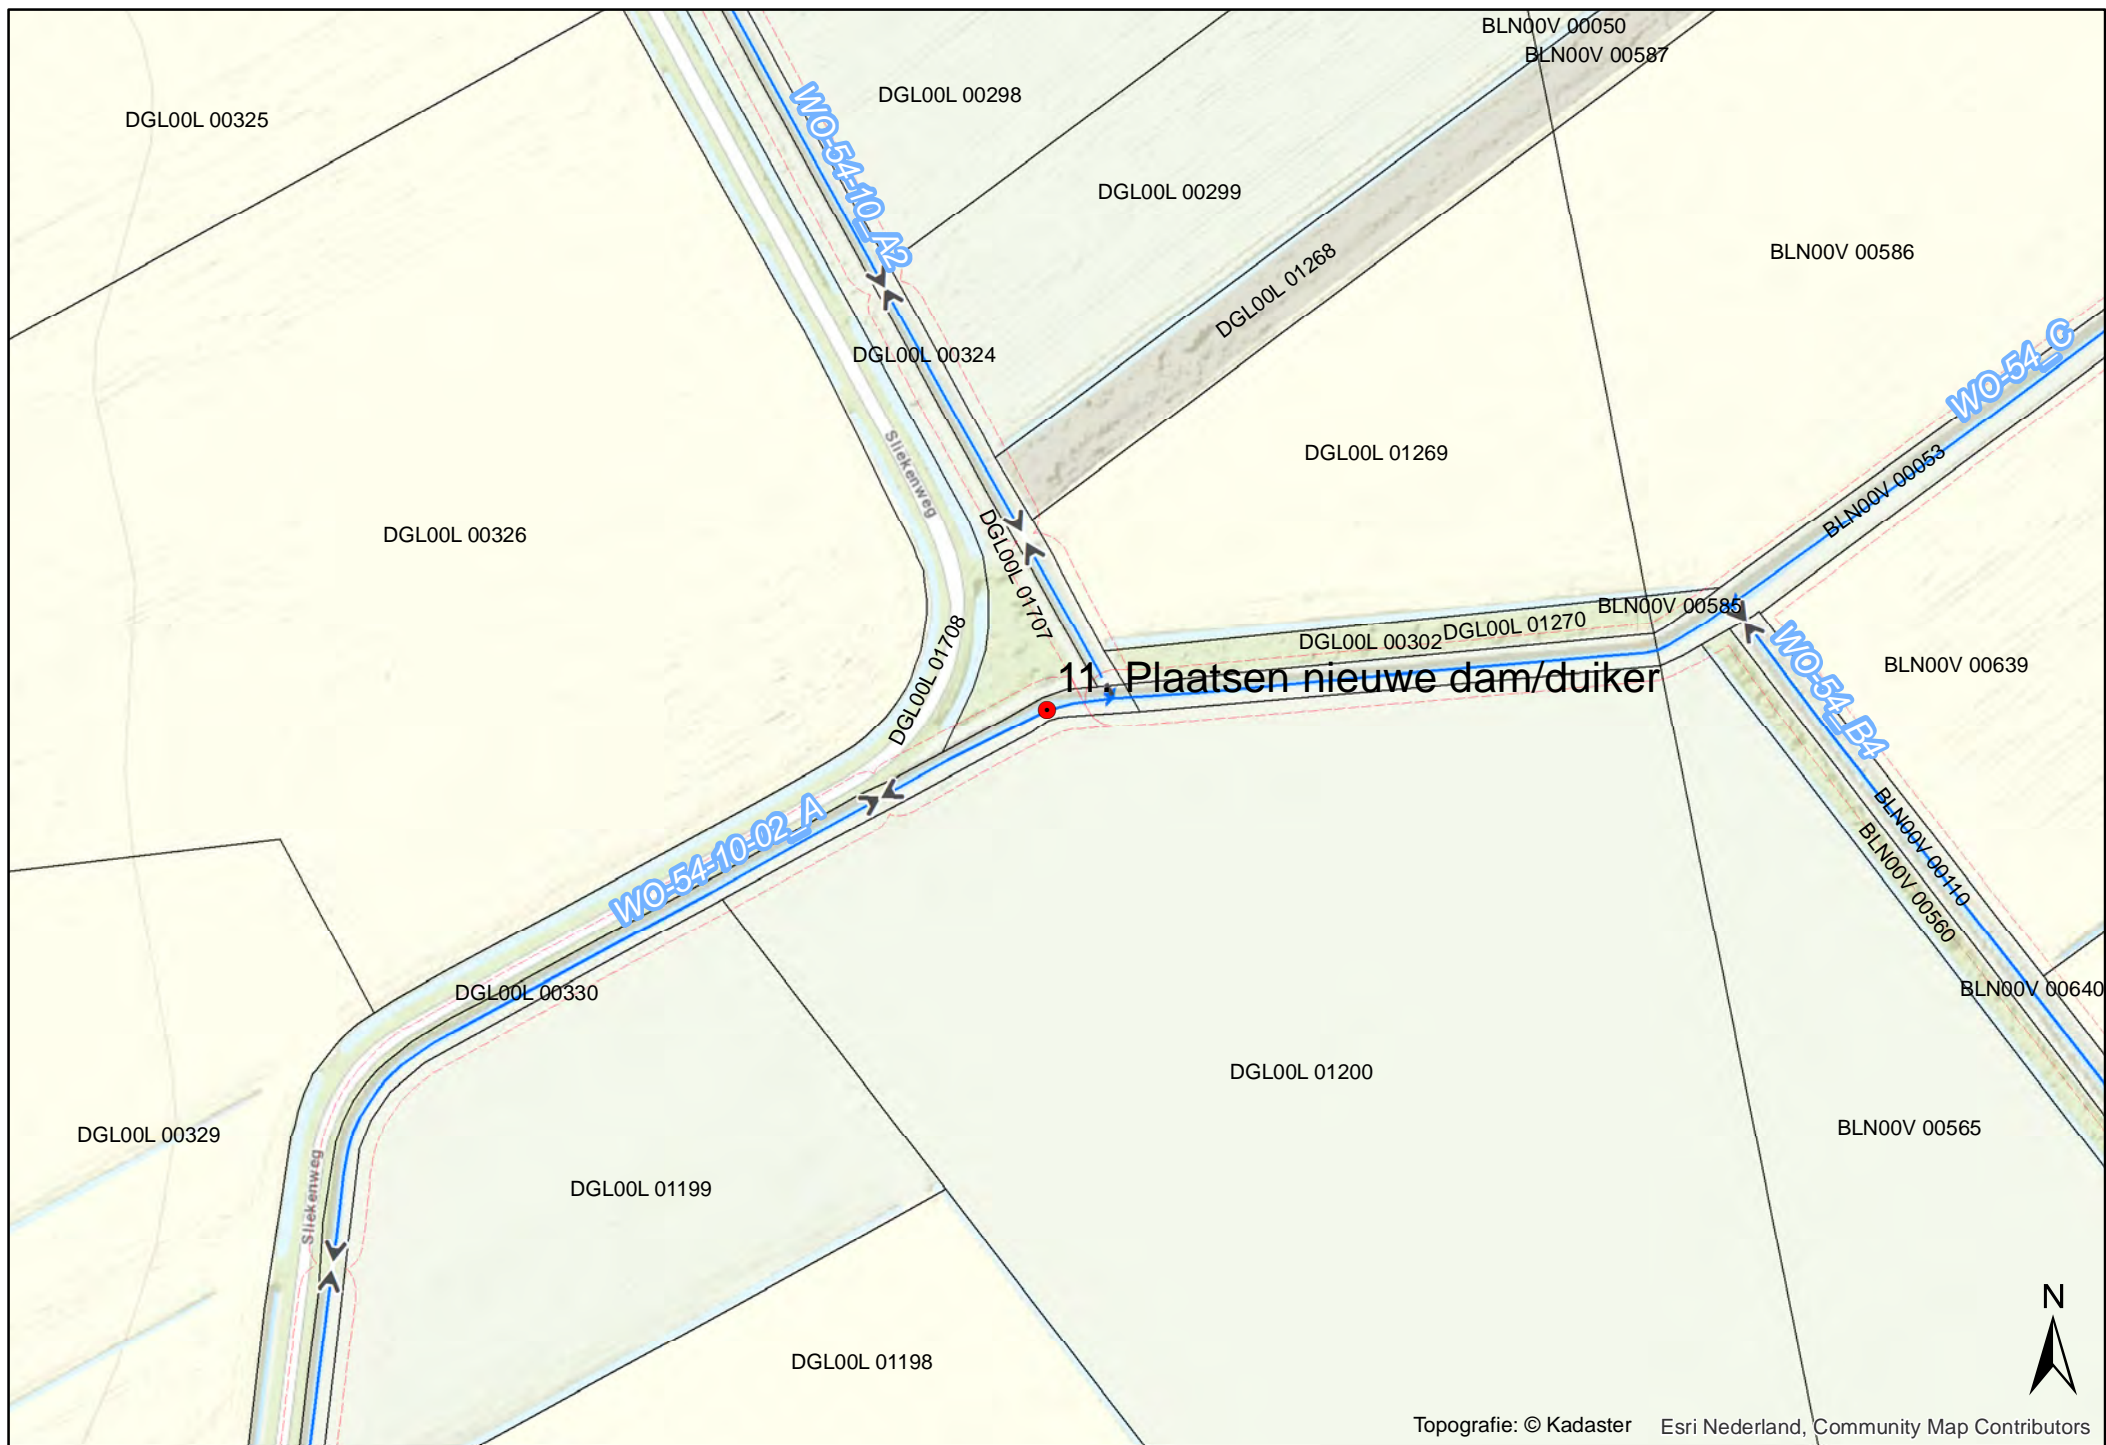 BLN00V 00050
BLN00V 00587
DGL00L 00298
DGL00L 00325
WO-54-10_A2
DGL00L 00299
BLN00V 00586
DGL00L 01268
DGL00L 00324
WO-54_C
DGL00L 01269
Sliekenweg
BLN00V 00053
DGL00L 00326
DGL00L 01707
BLN00V 00585
DGL00L 01270
DGL00L 00302
DGL00L 01708
BLN00V 00639
11. Plaatsen nieuwe dam/duiker
WO-54_B4
WO-54-10-02_A
BLN00V 00110
BLN00V 00560
DGL00L 00330
BLN00V 00640
DGL00L 01200
BLN00V 00565
DGL00L 00329
DGL00L 01199
Sliekenweg
N
DGL00L 01198
Topografie: © Kadaster
Esri Nederland, Community Map Contributors